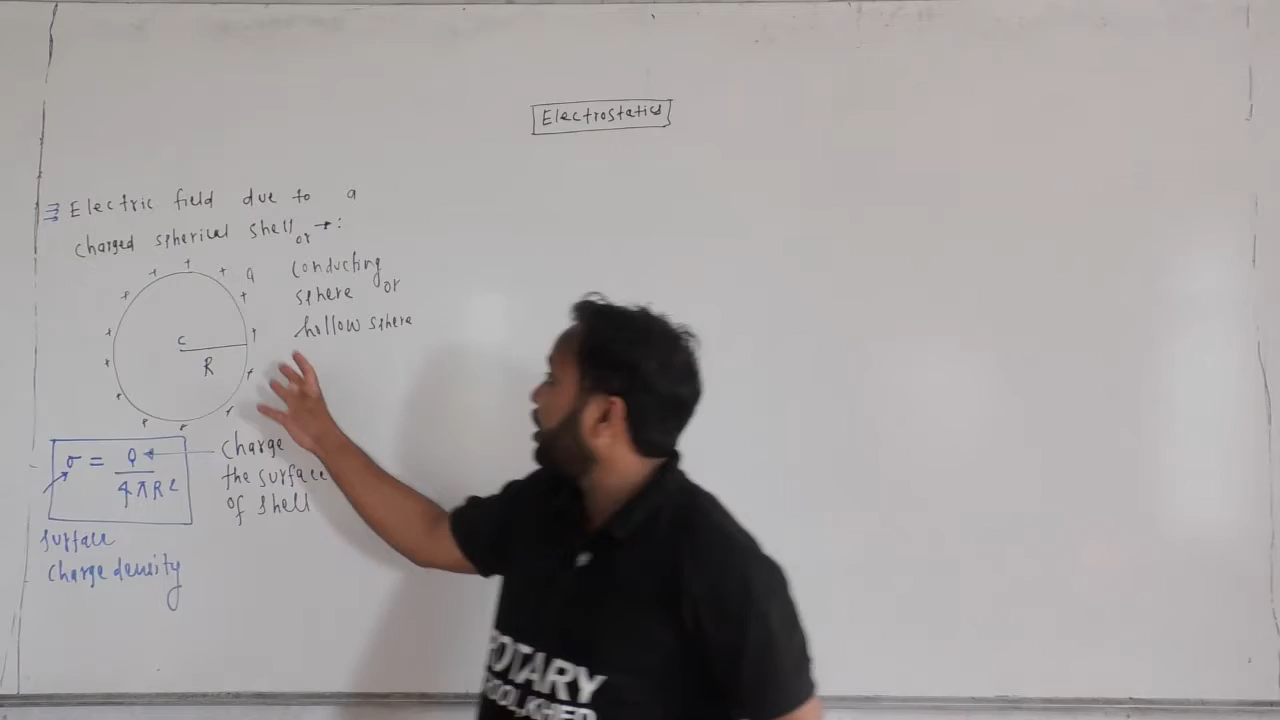 Electrostatics
Electric field due to a
charged spherical shell or →:
conducting
sphere or
hollow sphere
Q
C
R
σ = Q / 4πR²
charge
the surface
of shell
surface
charge density
OTARY